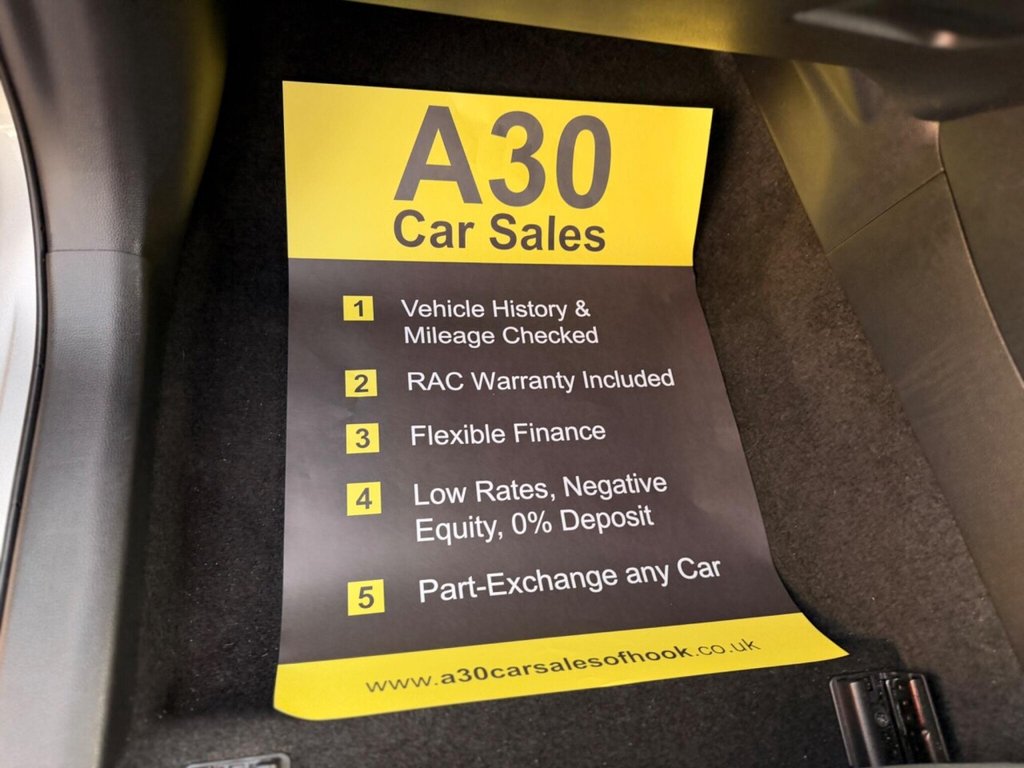 A30
Car Sales
1 Vehicle History &
Mileage Checked
2 RAC Warranty Included
3 Flexible Finance
4 Low Rates, Negative
Equity, 0% Deposit
5 Part-Exchange any Car
www.a30carsalesofhook.co.uk